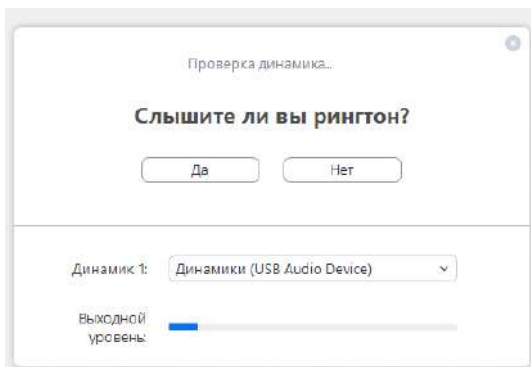 Проверка динамика...
Слышите ли вы рингтон?
Да
Нет
Динамик 1:
Динамики (USB Audio Device)
Выходной
уровень: